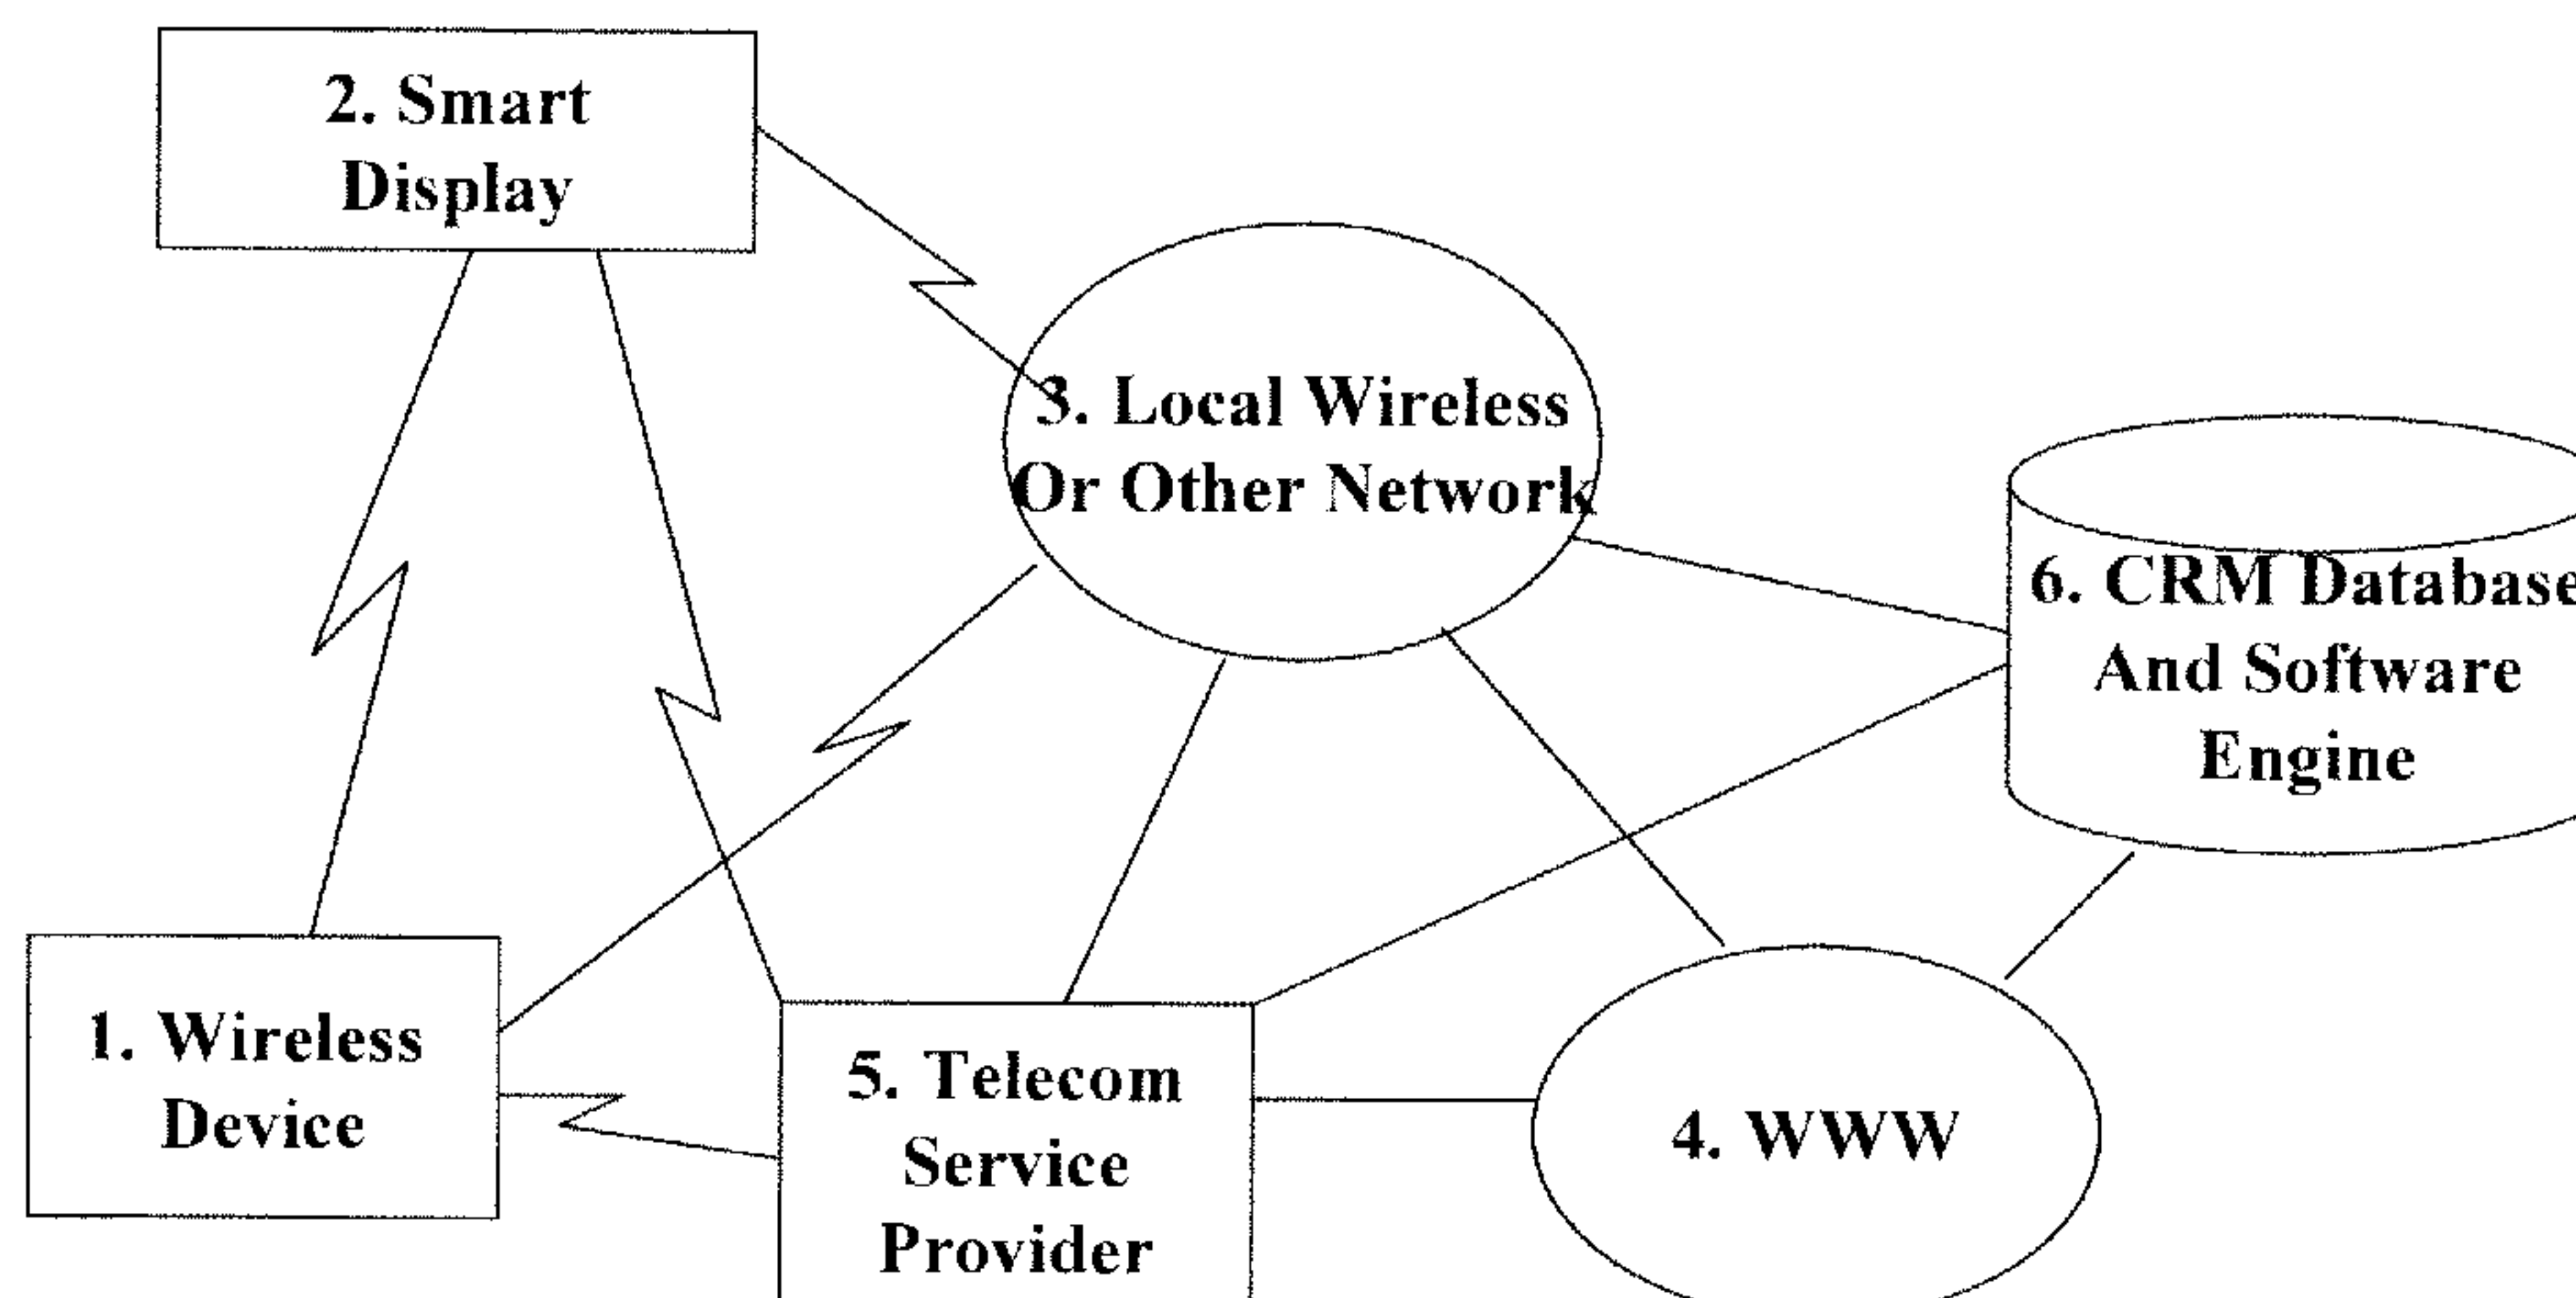 2. Smart
Display
3. Local Wireless
Or Other Network
6. CRM Database
And Software
Engine
1. Wireless
Device
5. Telecom
Service
Provider
4. WWW